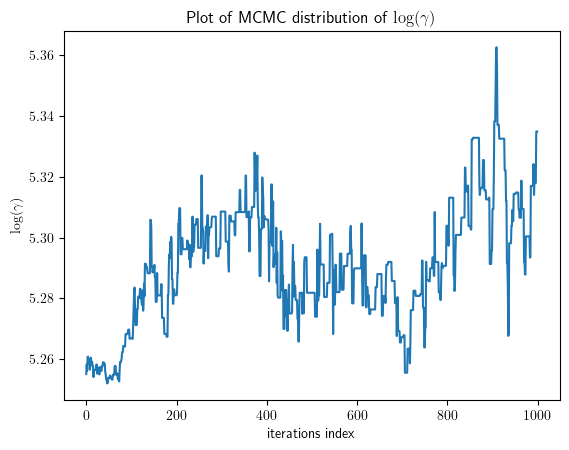 Plot of MCMC distribution of log(γ)
log(γ)
5.36
5.34
5.32
5.30
5.28
5.26
0 200 400 600 800 1000
iterations index